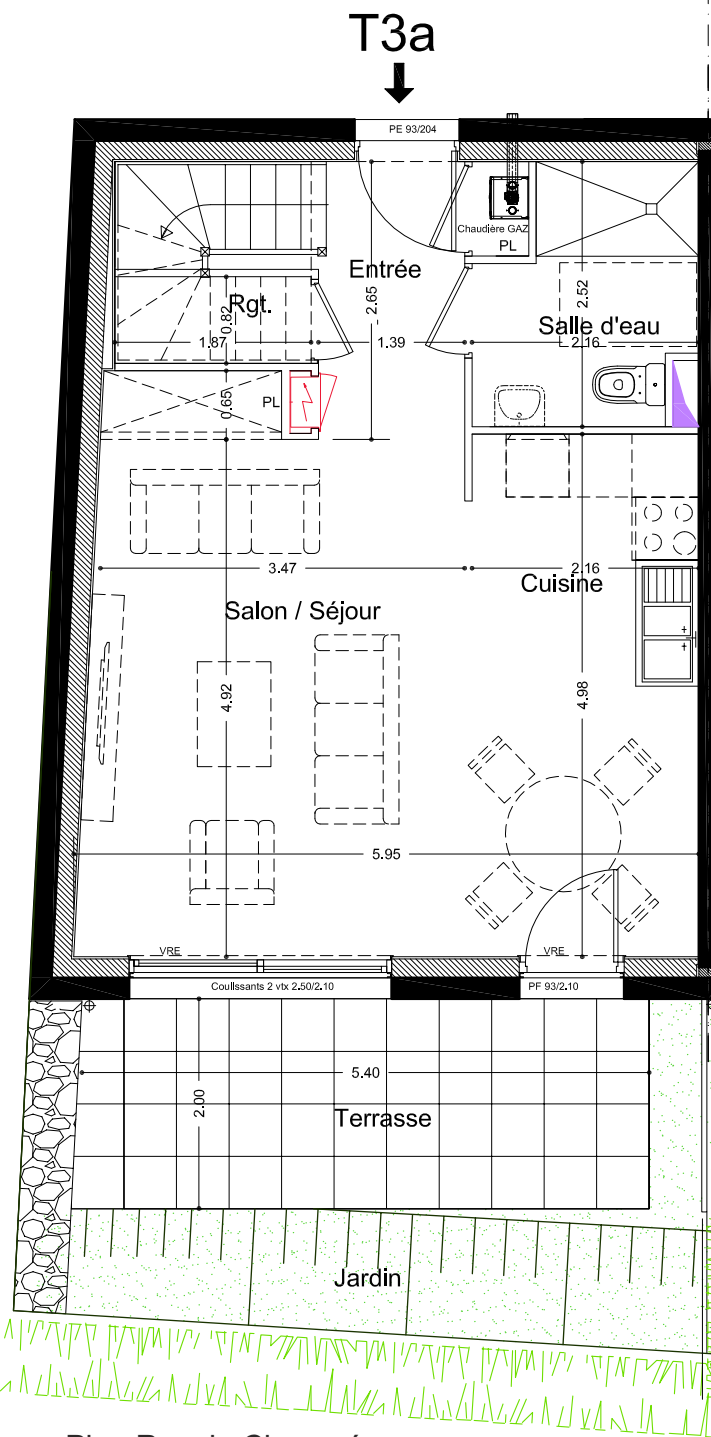 T3a
PE 93/204
Chaudière GAZ
PL
Entrée
2.65
2.52
Rgt.
0.82
1.87
1.39
Salle d'eau
2.16
PL
0.65
3.47
2.16
Cuisine
Salon / Séjour
4.92
4.98
5.95
VRE
VRE
Coulissants 2 vtx 2.50/2.10
PF 93/2.10
5.40
2.00
Terrasse
Jardin